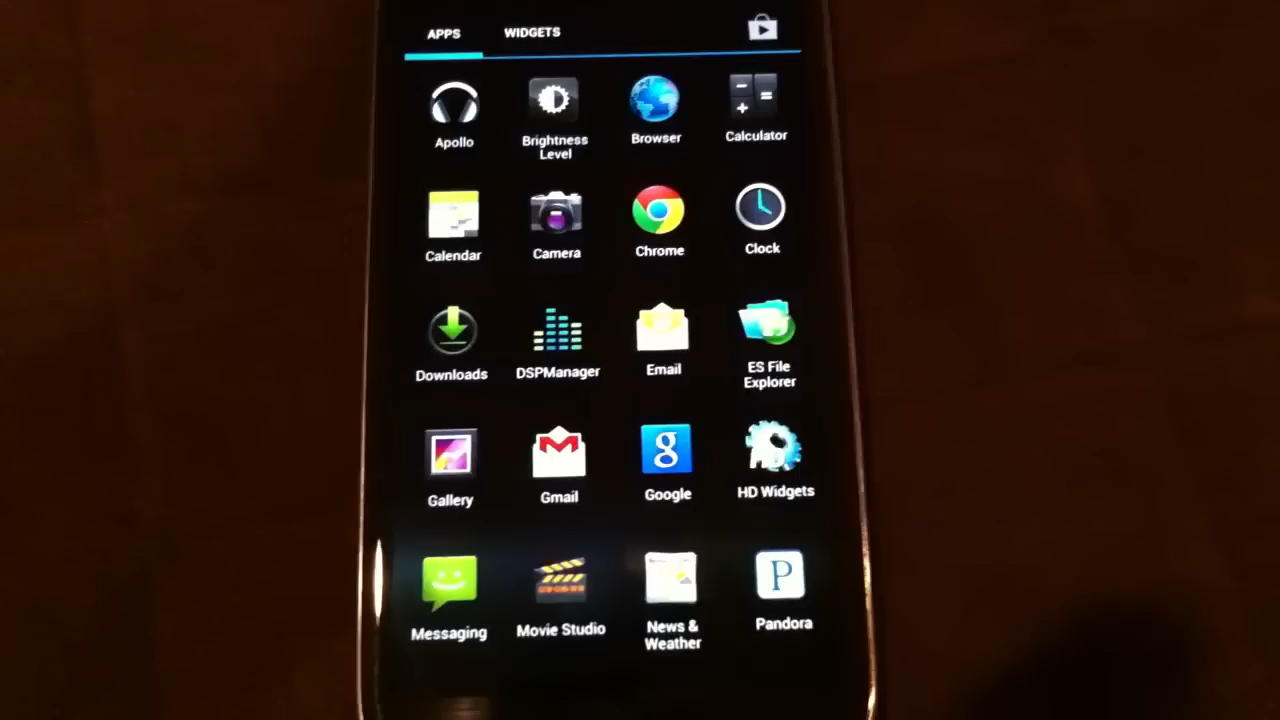 APPS WIDGETS
Apollo Brightness Level Browser Calculator
Calendar Camera Chrome Clock
Downloads DSPManager Email ES File Explorer
Gallery Gmail g Google HD Widgets
Messaging Movie Studio News & Weather P Pandora